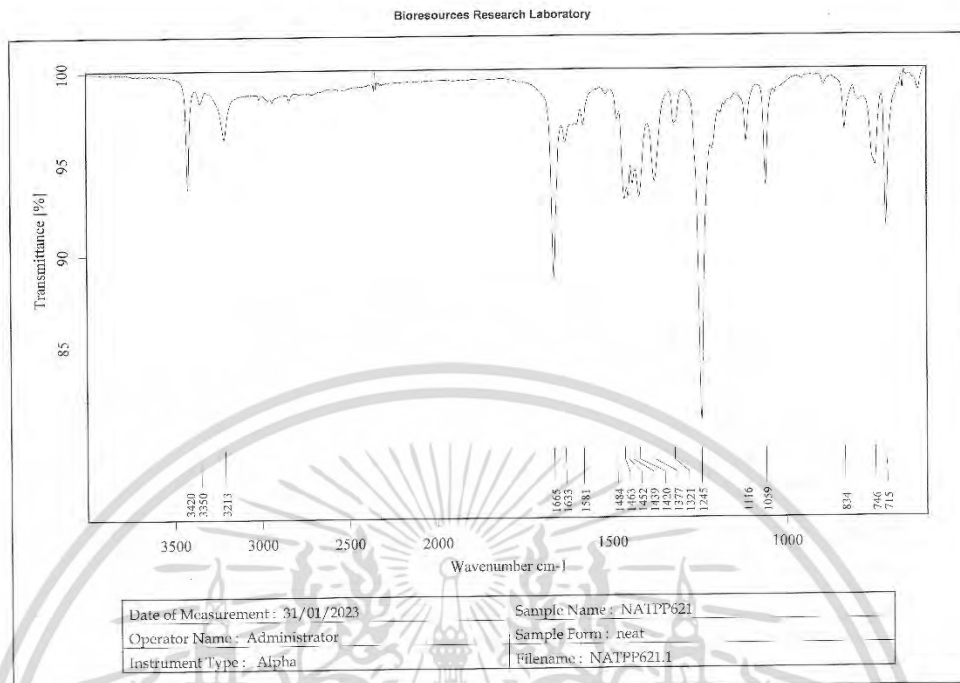 Bioresources Research Laboratory
Transmittance [%]
100
95
90
85
3420
3350
3213
1665
1633
1581
1484
1463
1452
1439
1420
1377
1321
1245
1116
1059
834
746
715
3500 3000 2500 2000 1500 1000
Wavenumber cm-1
Date of Measurement : 31/01/2023
Operator Name : Administrator
Instrument Type : Alpha
Sample Name : NATPP621
Sample Form : neat
Filename : NATPP621.1